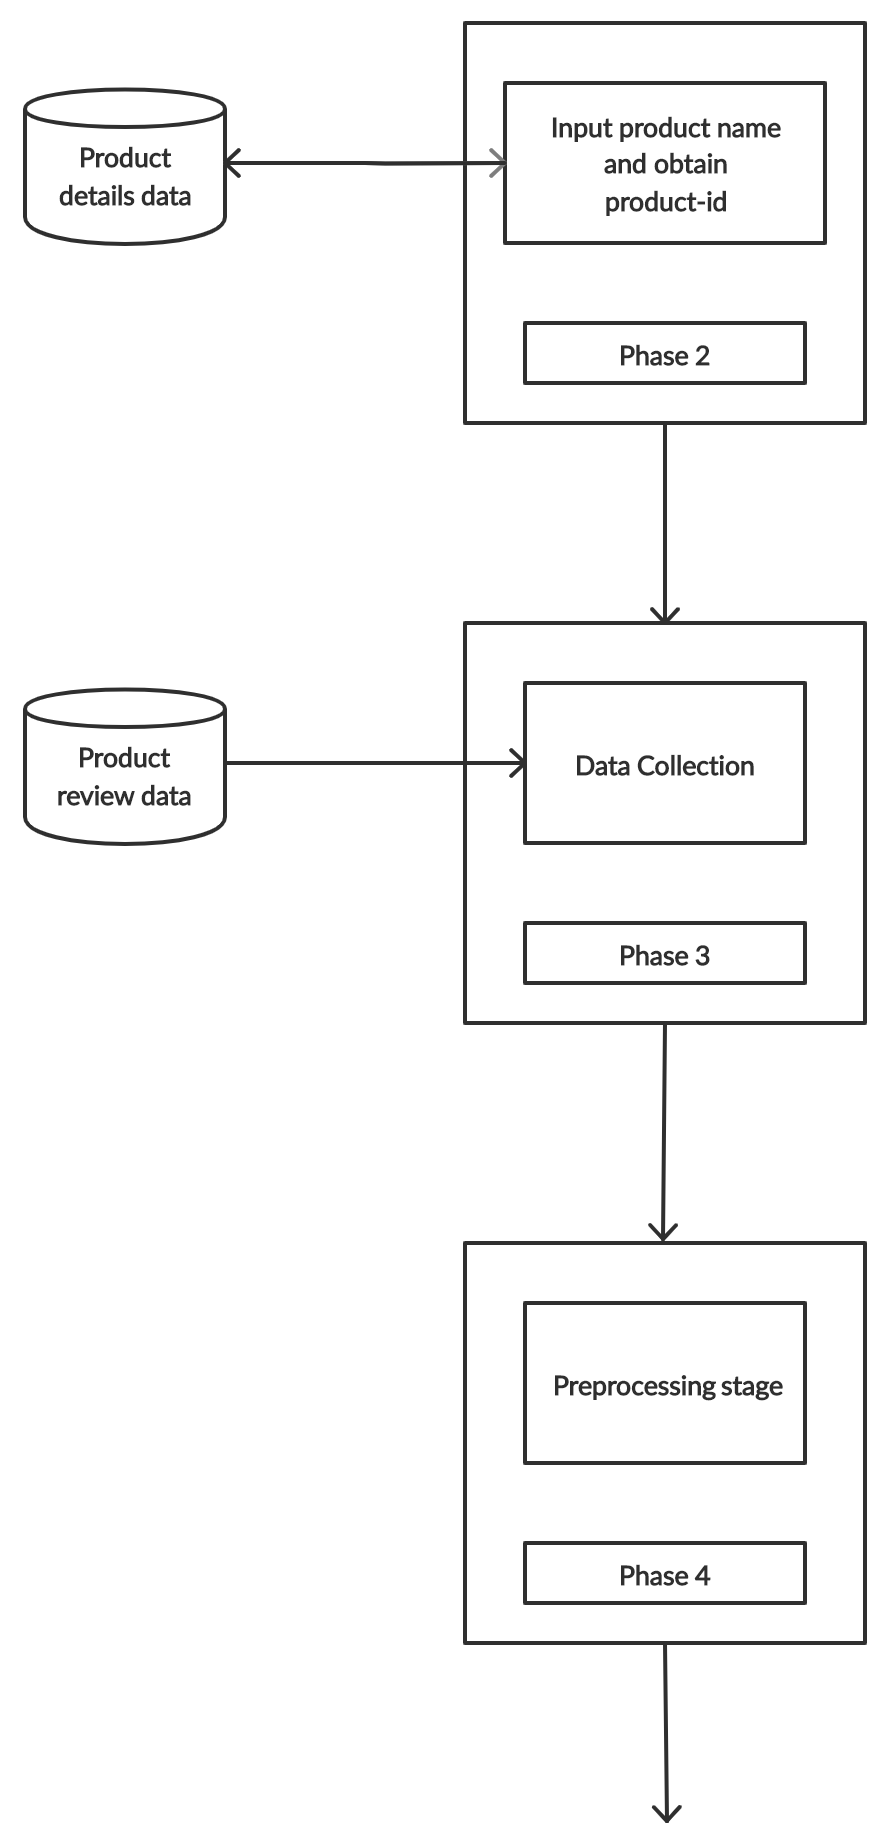 Product
details data
Input product name
and obtain
product-id
Phase 2
Product
review data
Data Collection
Phase 3
Preprocessing stage
Phase 4